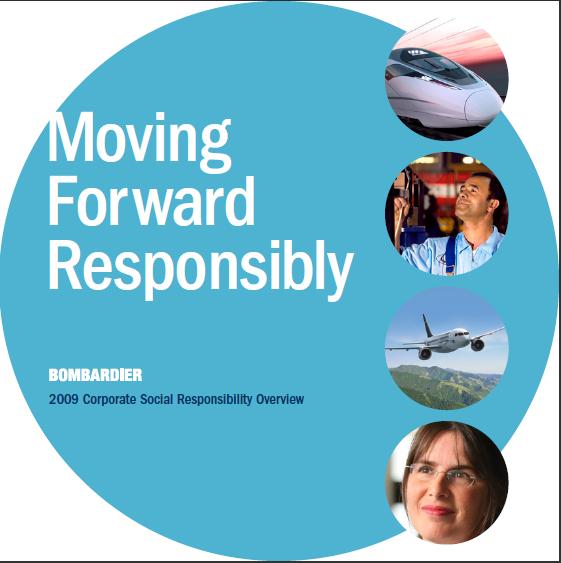 Moving
Forward
Responsibly
BOMBARDIER
2009 Corporate Social Responsibility Overview